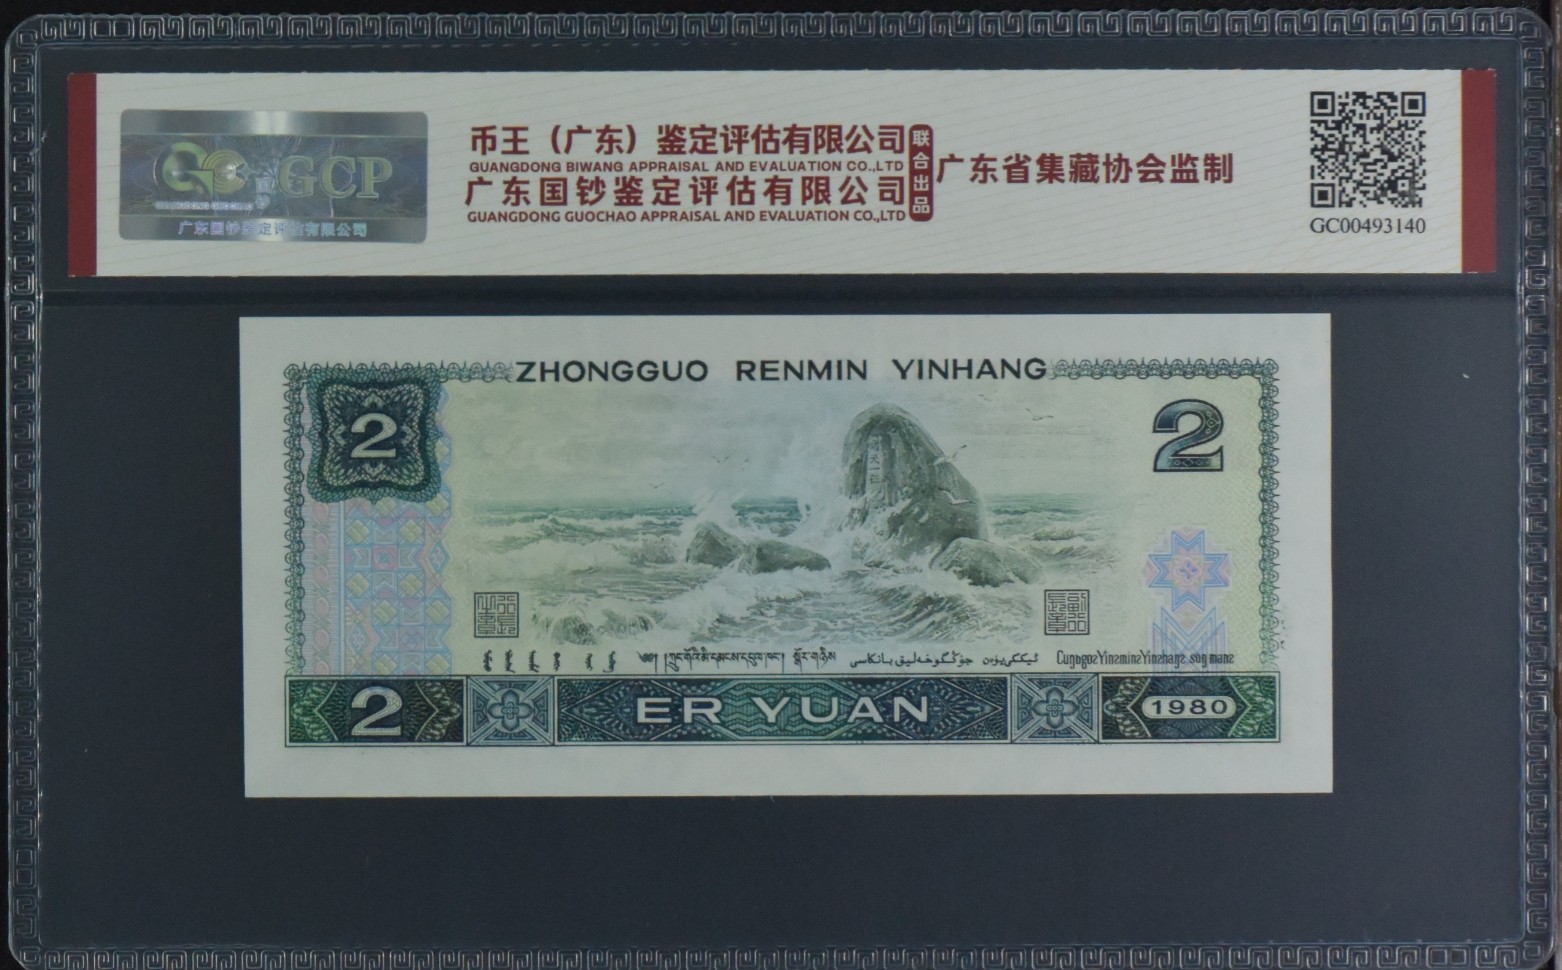 GCP
广东国钞鉴定评估有限公司
币王（广东）鉴定评估有限公司
GUANGDONG BIWANG APPRAISAL AND EVALUATION CO.,LTD
广东国钞鉴定评估有限公司
GUANGDONG GUOCHAO APPRAISAL AND EVALUATION CO.,LTD
联合出品
广东省集藏协会监制
GC00493140
ZHONGGUO RENMIN YINHANG
2
2
2
ER YUAN
1980